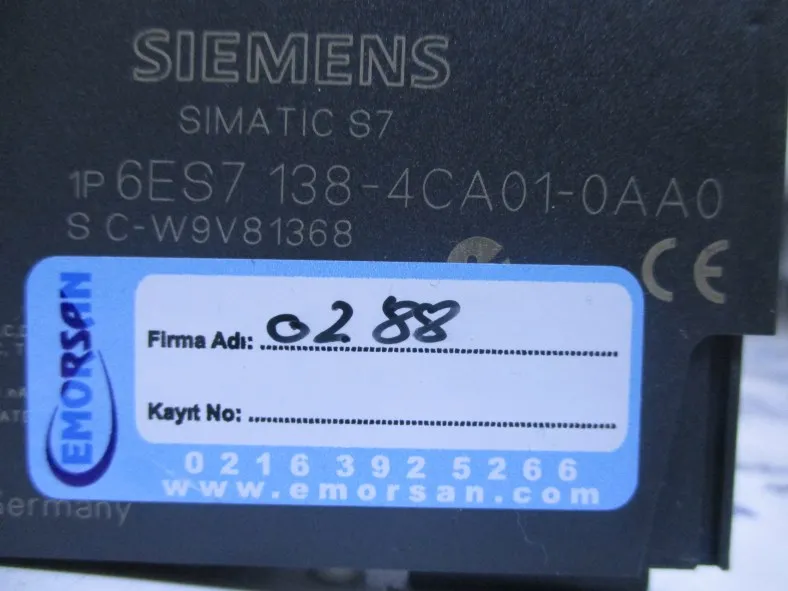 SIEMENS
SIMATIC S7
1P 6ES7 138-4CA01-0AA0
S C-W9V81368
CE
EMORSAN
Firma Adı: 0288
Kayıt No:
0216 392 5266
www.emorsan.com
Germany